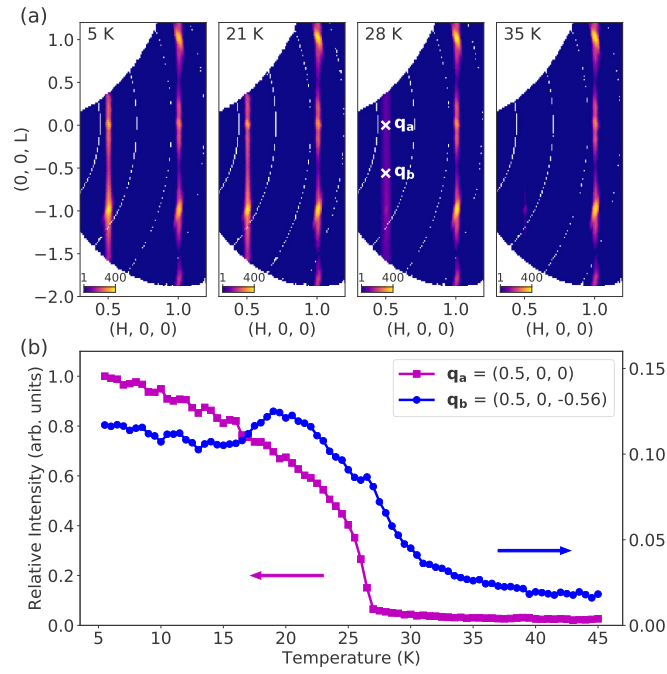 (a)
5 K
21 K
28 K
35 K
(0, 0, L)
1.0
0.5
0.0
−0.5
−1.0
−1.5
−2.0
qa
qb
1 400
1 400
1 400
1 400
0.5 1.0
0.5 1.0
0.5 1.0
0.5 1.0
(H, 0, 0)
(H, 0, 0)
(H, 0, 0)
(H, 0, 0)
(b)
Relative Intensity (arb. units)
1.0
0.8
0.6
0.4
0.2
0.0
qa = (0.5, 0, 0)
qb = (0.5, 0, -0.56)
0.15
0.10
0.05
0.00
5 10 15 20 25 30 35 40 45
Temperature (K)